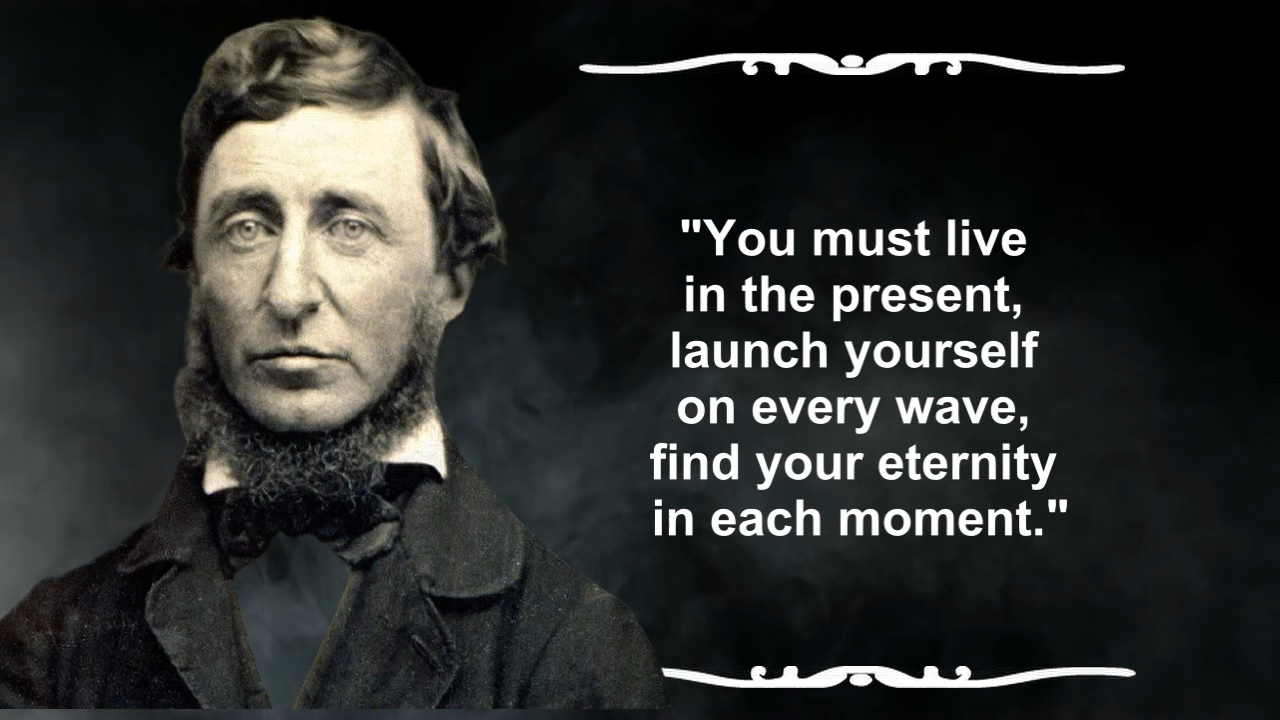 "You must live
in the present,
launch yourself
on every wave,
find your eternity
in each moment."